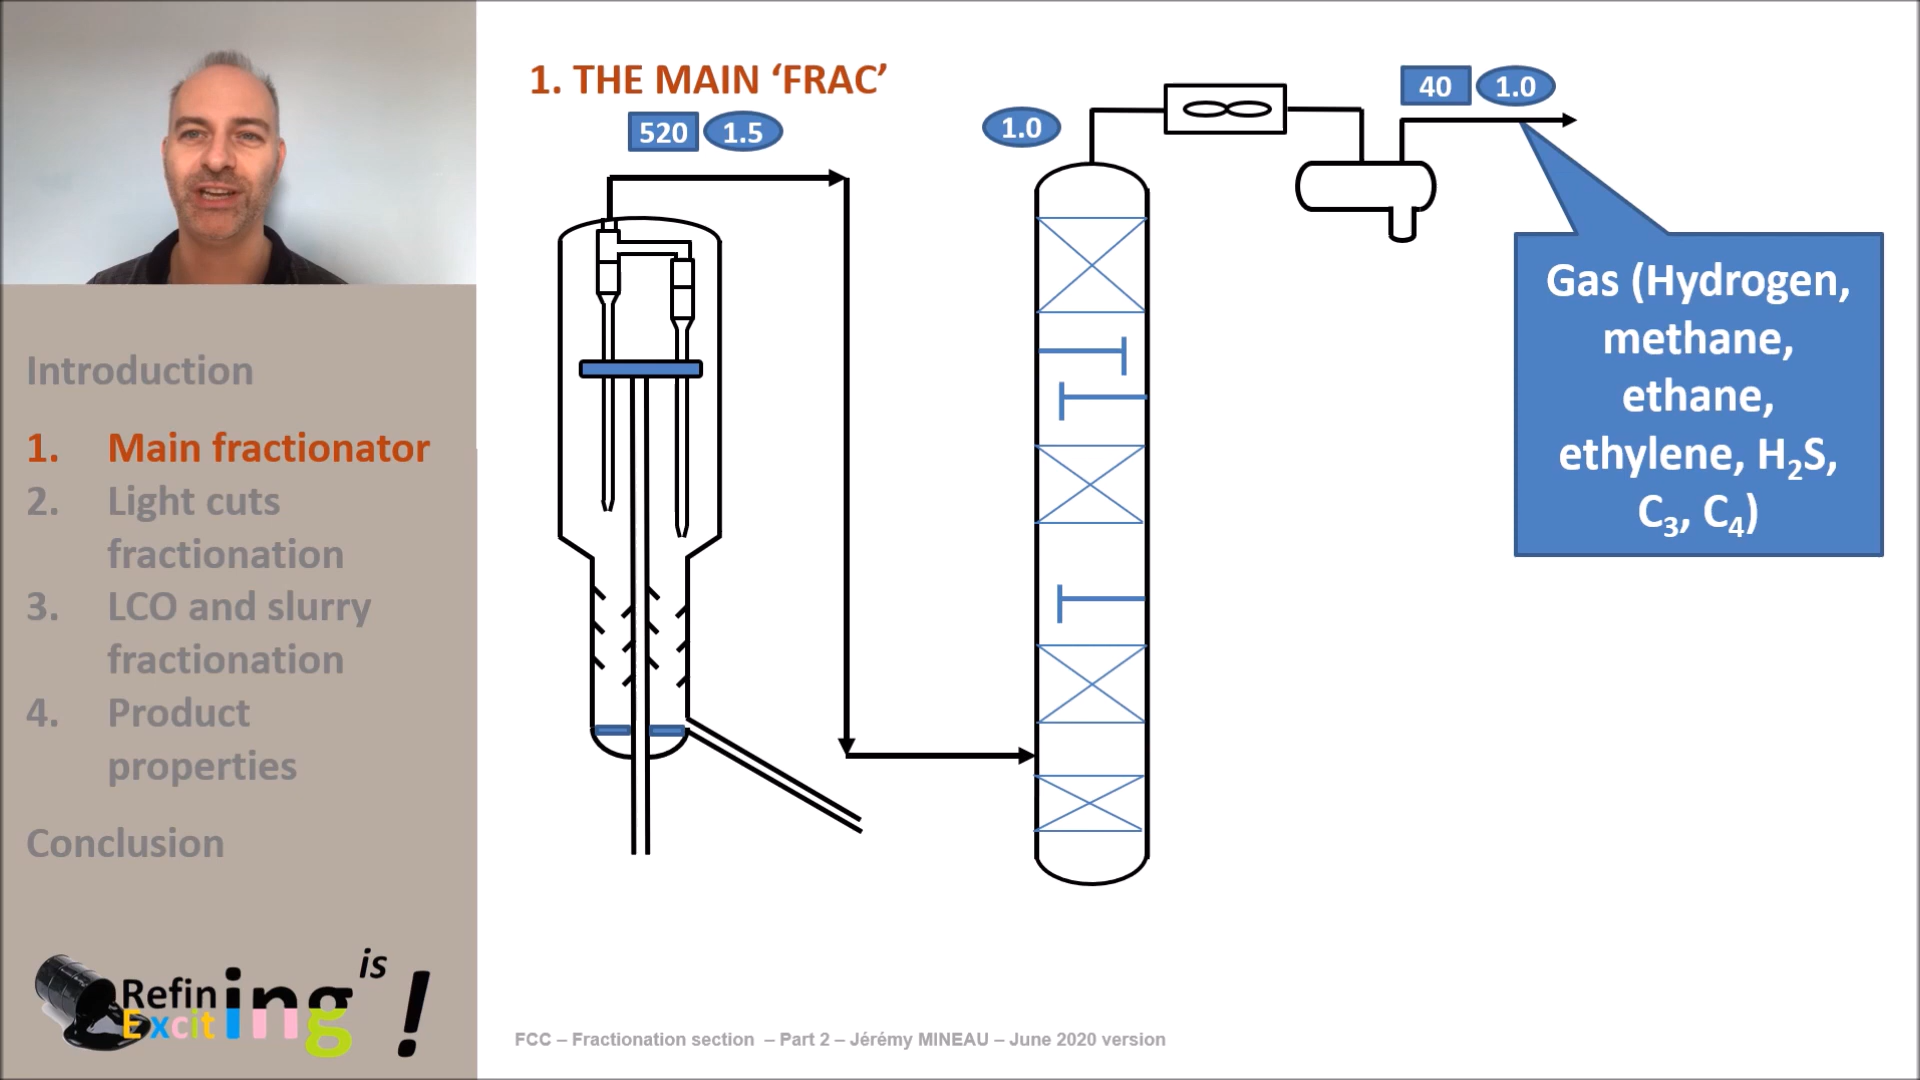 1. THE MAIN ‘FRAC’
520 1.5
1.0
40 1.0
Gas (Hydrogen,
methane,
ethane,
ethylene, H₂S,
C₃, C₄)
Introduction
1. Main fractionator
2. Light cuts
fractionation
3. LCO and slurry
fractionation
4. Product
properties
Conclusion
Refining is
Exciting !
FCC – Fractionation section – Part 2 – Jérémy MINEAU – June 2020 version